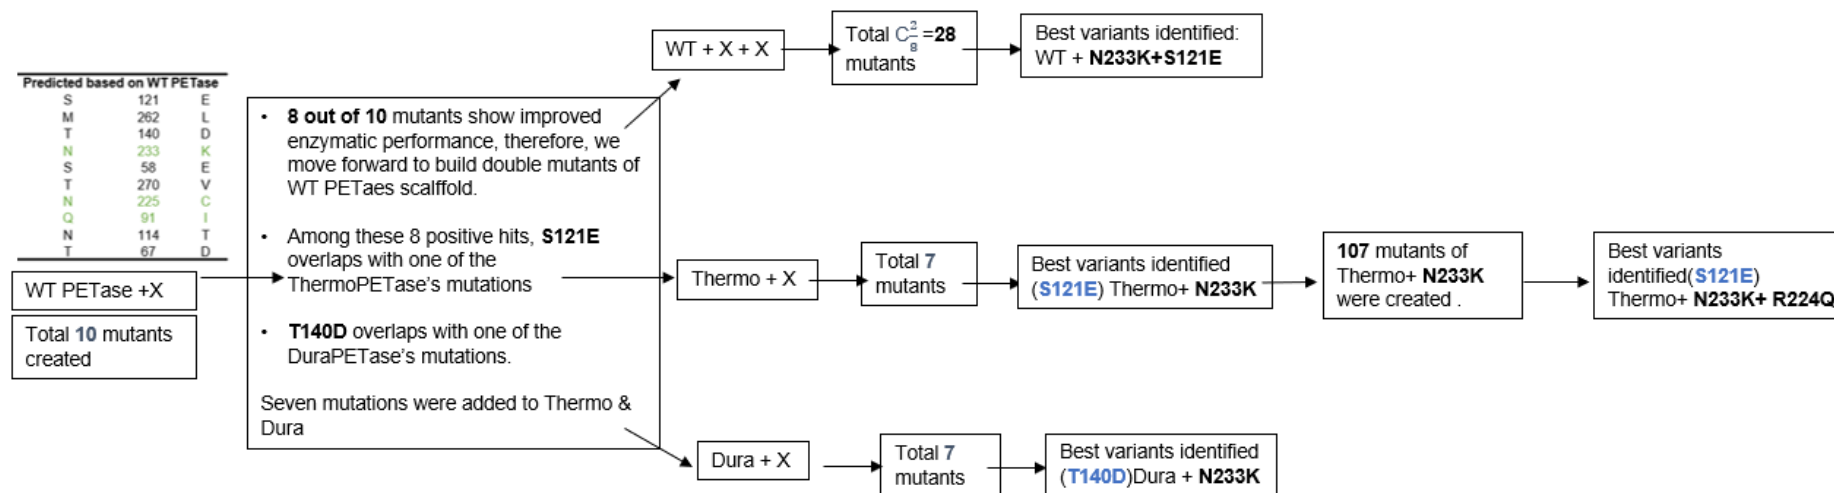 Predicted based on WT PETase
S 121 E
M 262 L
T 140 D
N 233 K
S 58 E
T 270 V
N 225 C
Q 91 I
N 114 T
T 67 D
WT PETase +X
Total 10 mutants
created
• 8 out of 10 mutants show improved
enzymatic performance, therefore, we
move forward to build double mutants of
WT PETaes scalffold.
• Among these 8 positive hits, S121E
overlaps with one of the
ThermoPETase's mutations
• T140D overlaps with one of the
DuraPETase's mutations.
Seven mutations were added to Thermo &
Dura
WT + X + X
Total C 2/8 =28
mutants
Best variants identified:
WT + N233K+S121E
Thermo + X
Total 7
mutants
Best variants identified
(S121E) Thermo+ N233K
107 mutants of
Thermo+ N233K
were created .
Best variants
identified(S121E)
Thermo+ N233K+ R224Q
Dura + X
Total 7
mutants
Best variants identified
(T140D)Dura + N233K